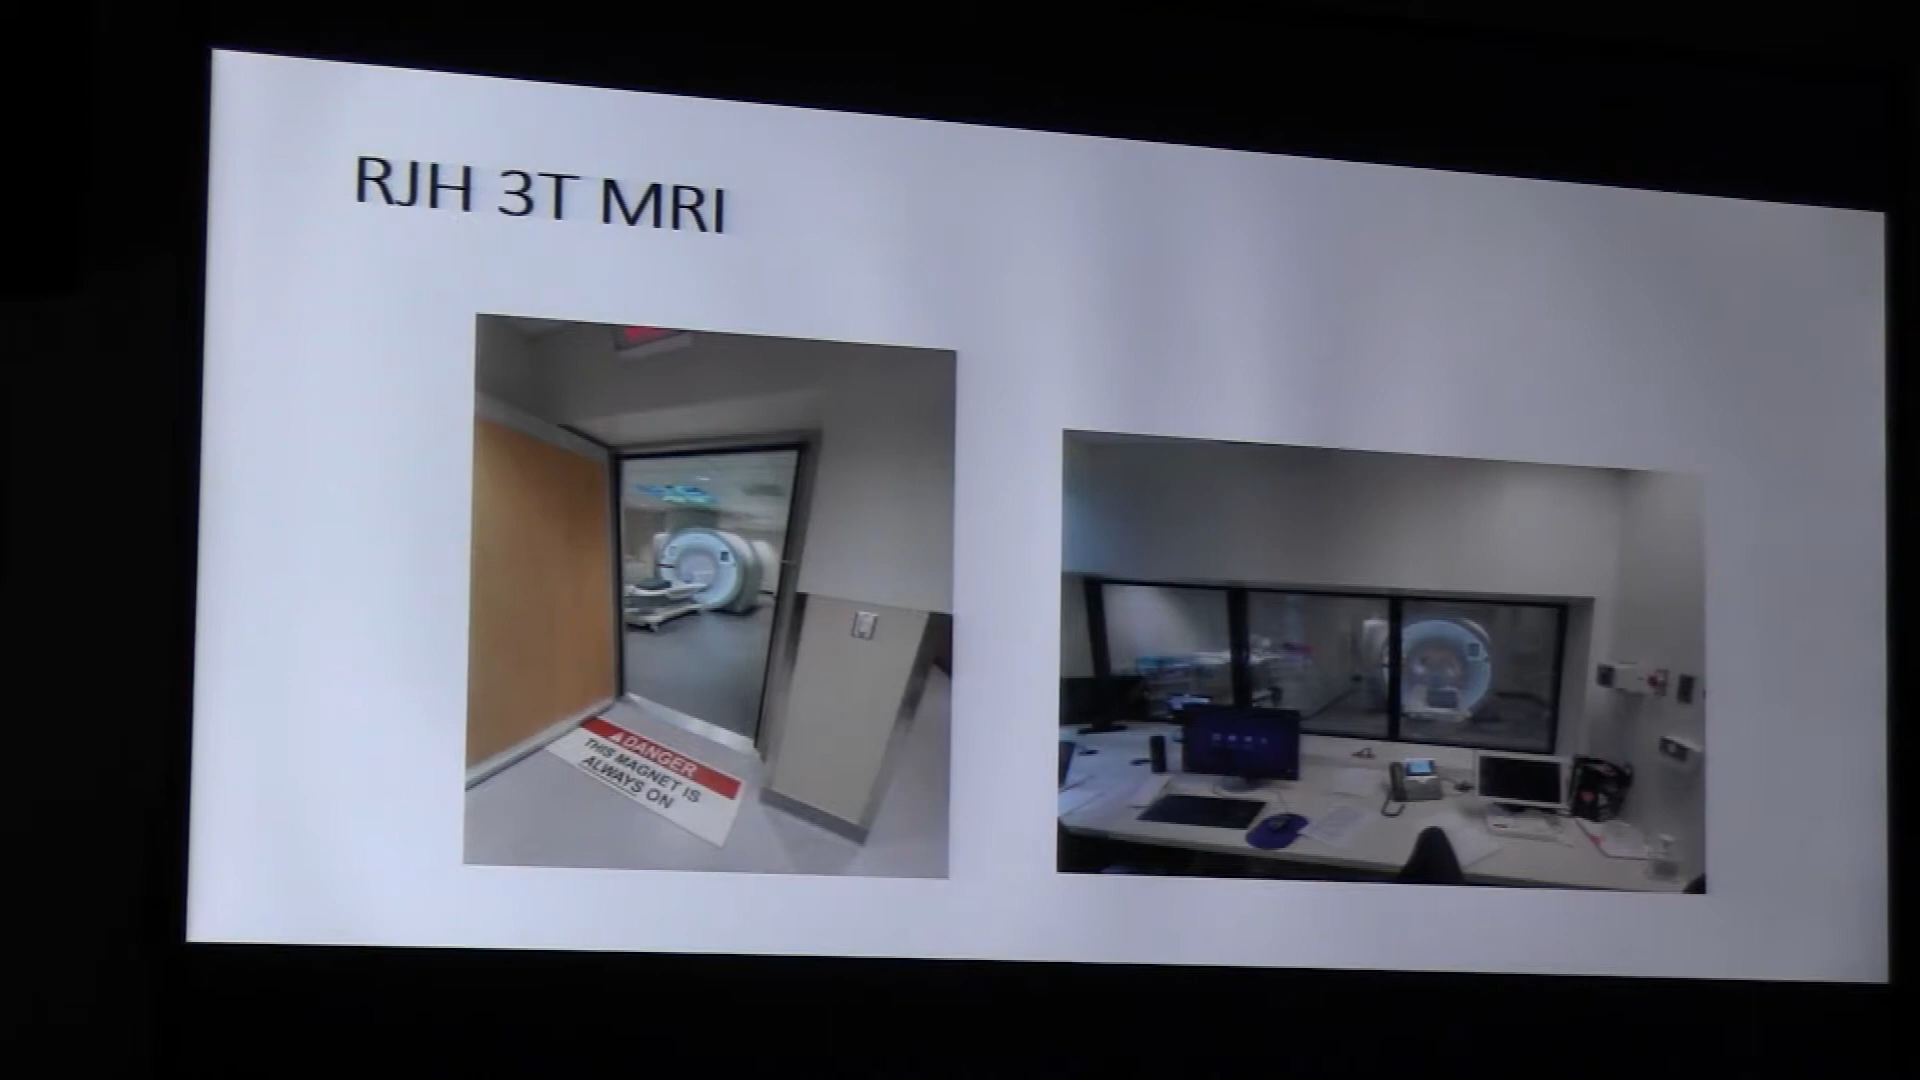 RJH 3T MRI
DANGER
THIS MAGNET IS
ALWAYS ON